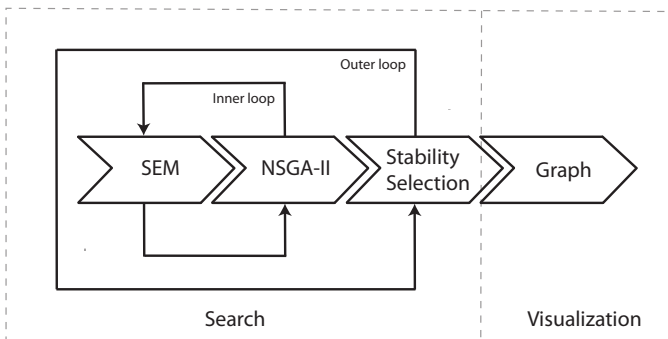 Outer loop
Inner loop
SEM
NSGA-II
Stability
Selection
Graph
Search
Visualization